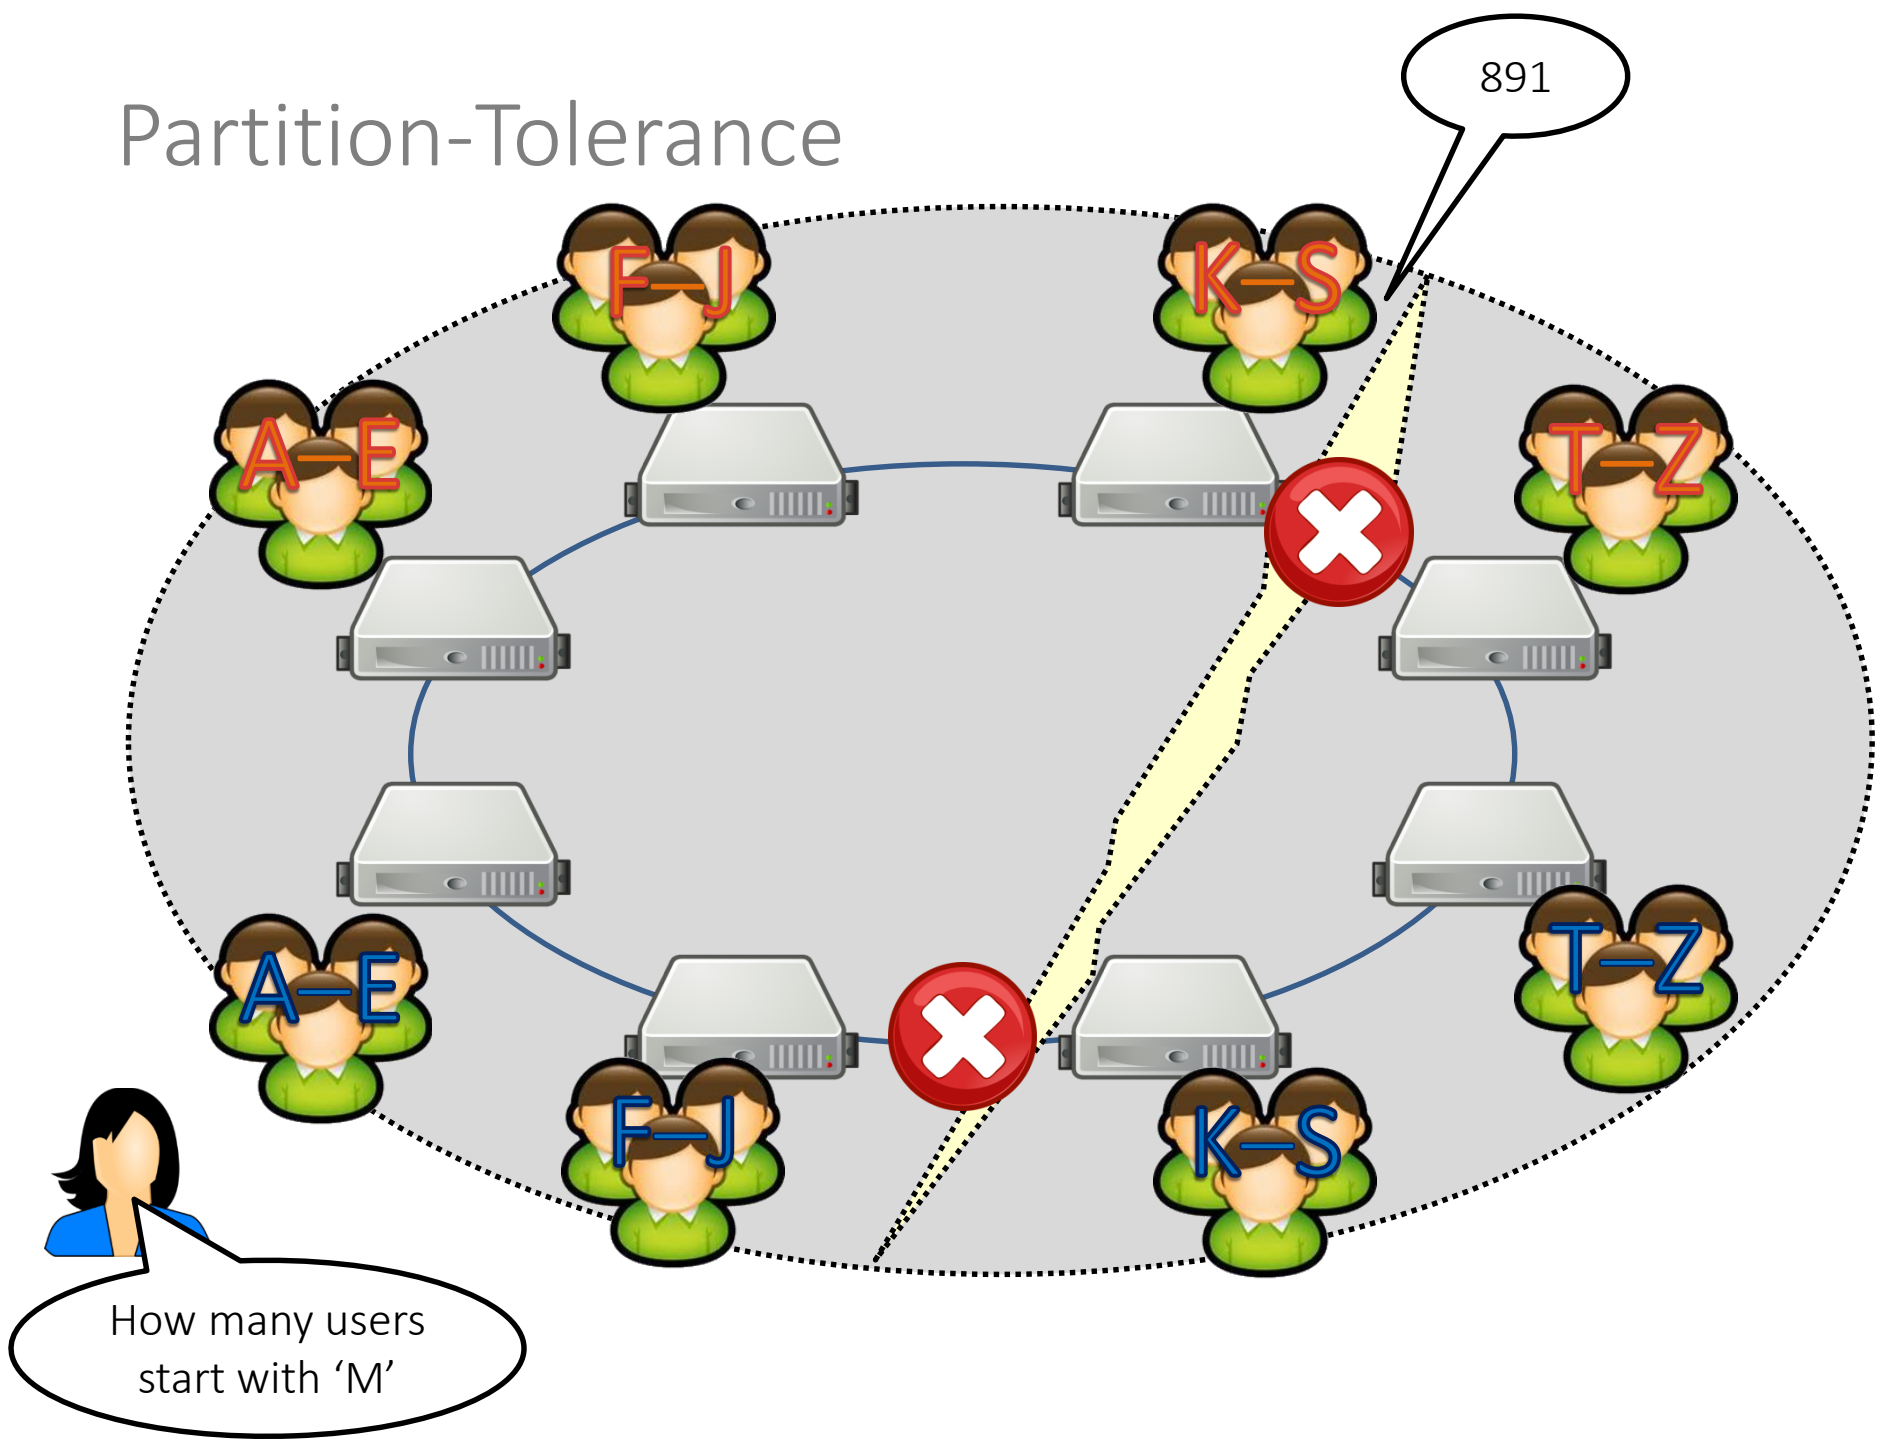 891
Partition-Tolerance
F—J
K—S
A—E
T—Z
A—E
T—Z
F—J
K—S
How many users
start with ‘M’